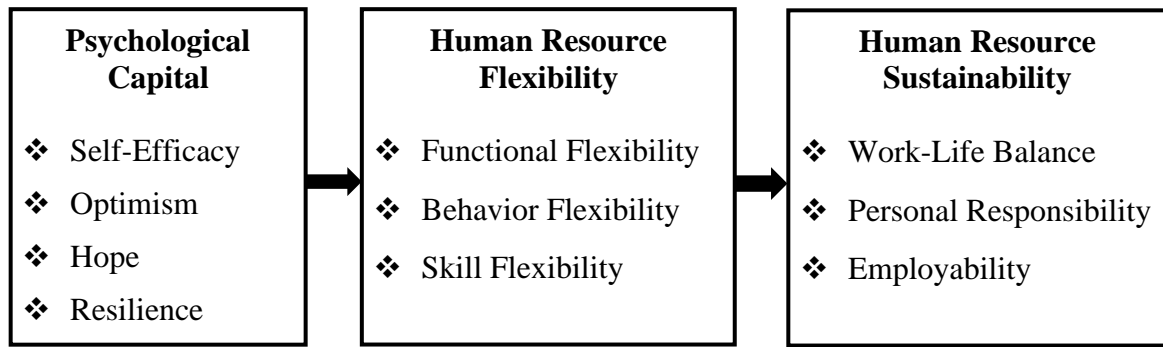 Psychological
Capital
❖ Self-Efficacy
❖ Optimism
❖ Hope
❖ Resilience
Human Resource
Flexibility
❖ Functional Flexibility
❖ Behavior Flexibility
❖ Skill Flexibility
Human Resource
Sustainability
❖ Work-Life Balance
❖ Personal Responsibility
❖ Employability